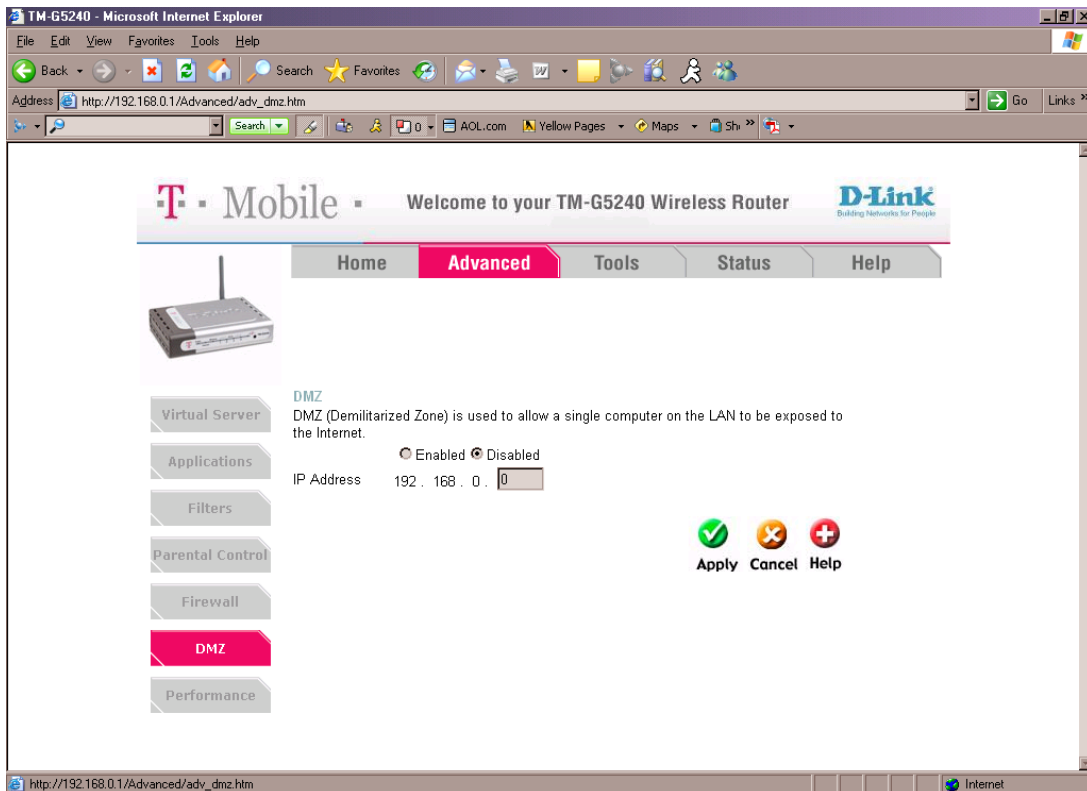 TM-G5240 - Microsoft Internet Explorer
File Edit View Favorites Tools Help
Back Search Favorites
Address http://192.168.0.1/Advanced/adv_dmz.htm Go Links »
Search 0 AOL.com Yellow Pages Maps Sh »
T · Mobile · Welcome to your TM-G5240 Wireless Router D-Link
Building Networks for People
Home Advanced Tools Status Help
DMZ
DMZ (Demilitarized Zone) is used to allow a single computer on the LAN to be exposed to
the Internet.
Enabled Disabled
IP Address 192 . 168 . 0 . 0
Virtual Server
Applications
Filters
Parental Control
Firewall
DMZ
Performance
Apply Cancel Help
http://192.168.0.1/Advanced/adv_dmz.htm Internet